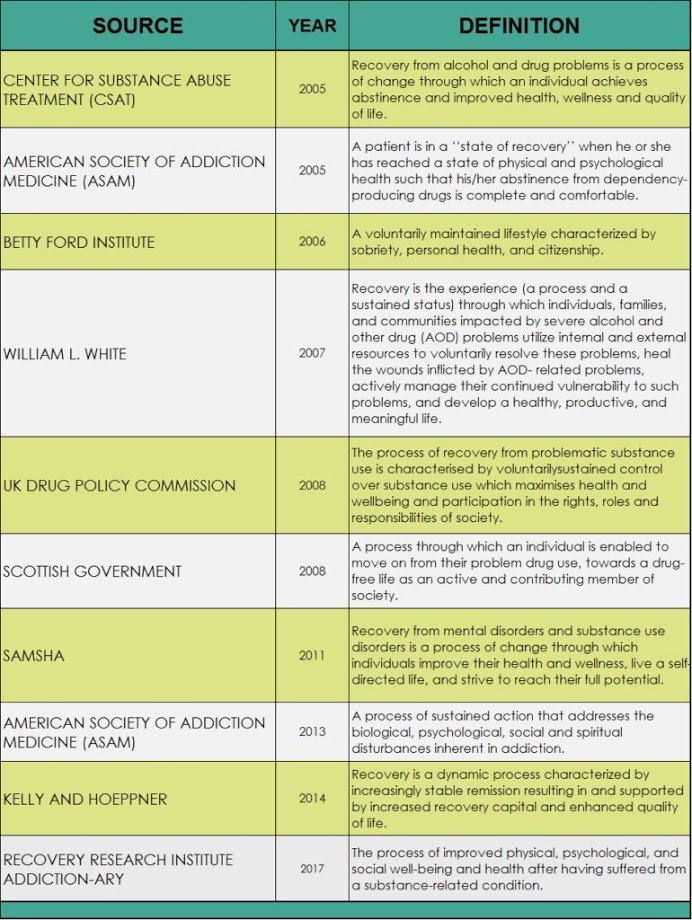 SOURCE YEAR DEFINITION
CENTER FOR SUBSTANCE ABUSE
TREATMENT (CSAT)
2005
Recovery from alcohol and drug problems is a process
of change through which an individual achieves
abstinence and improved health, wellness and quality
of life.
AMERICAN SOCIETY OF ADDICTION
MEDICINE (ASAM)
2005
A patient is in a ‘‘state of recovery’’ when he or she
has reached a state of physical and psychological
health such that his/her abstinence from dependency-
producing drugs is complete and comfortable.
BETTY FORD INSTITUTE
2006
A voluntarily maintained lifestyle characterized by
sobriety, personal health, and citizenship.
WILLIAM L. WHITE
2007
Recovery is the experience (a process and a
sustained status) through which individuals, families,
and communities impacted by severe alcohol and
other drug (AOD) problems utilize internal and external
resources to voluntarily resolve these problems, heal
the wounds inflicted by AOD- related problems,
actively manage their continued vulnerability to such
problems, and develop a healthy, productive, and
meaningful life.
UK DRUG POLICY COMMISSION
2008
The process of recovery from problematic substance
use is characterised by voluntarilysustained control
over substance use which maximises health and
wellbeing and participation in the rights, roles and
responsibilities of society.
SCOTTISH GOVERNMENT
2008
A process through which an individual is enabled to
move on from their problem drug use, towards a drug-
free life as an active and contributing member of
society.
SAMSHA
2011
Recovery from mental disorders and substance use
disorders is a process of change through which
individuals improve their health and wellness, live a self-
directed life, and strive to reach their full potential.
AMERICAN SOCIETY OF ADDICTION
MEDICINE (ASAM)
2013
A process of sustained action that addresses the
biological, psychological, social and spiritual
disturbances inherent in addiction.
KELLY AND HOEPPNER
2014
Recovery is a dynamic process characterized by
increasingly stable remission resulting in and supported
by increased recovery capital and enhanced quality
of life.
RECOVERY RESEARCH INSTITUTE
ADDICTION-ARY
2017
The process of improved physical, psychological, and
social well-being and health after having suffered from
a substance-related condition.